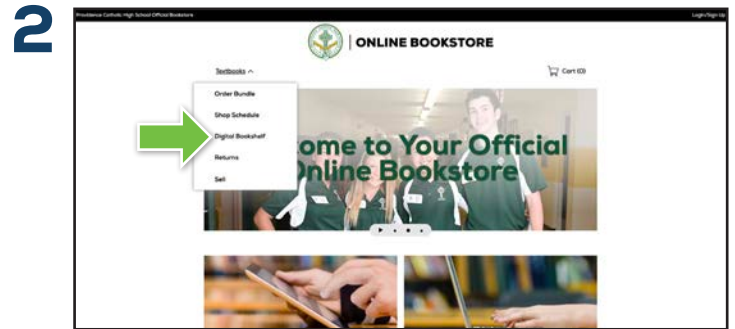 2
Providence Catholic High School Official Bookstore
Login/Sign Up
ONLINE BOOKSTORE
Textbooks
Cart (0)
Order Bundle
Shop Schedule
Digital Bookshelf
Returns
Sell
ome to Your Official
nline Bookstore